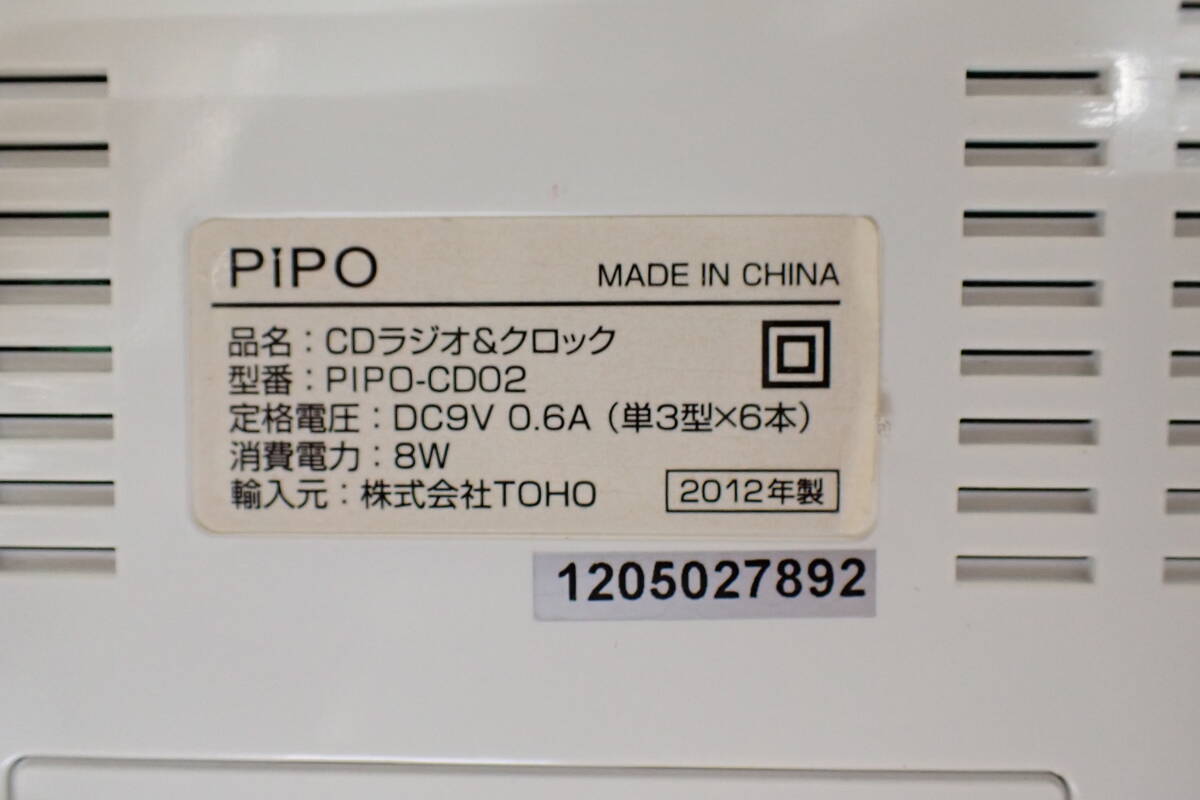 PiPO
MADE IN CHINA
品名：CDラジオ&クロック
型番：PIPO-CD02
定格電圧：DC9V 0.6A（単3型×6本）
消費電力：8W
輸入元：株式会社TOHO
2012年製
1205027892